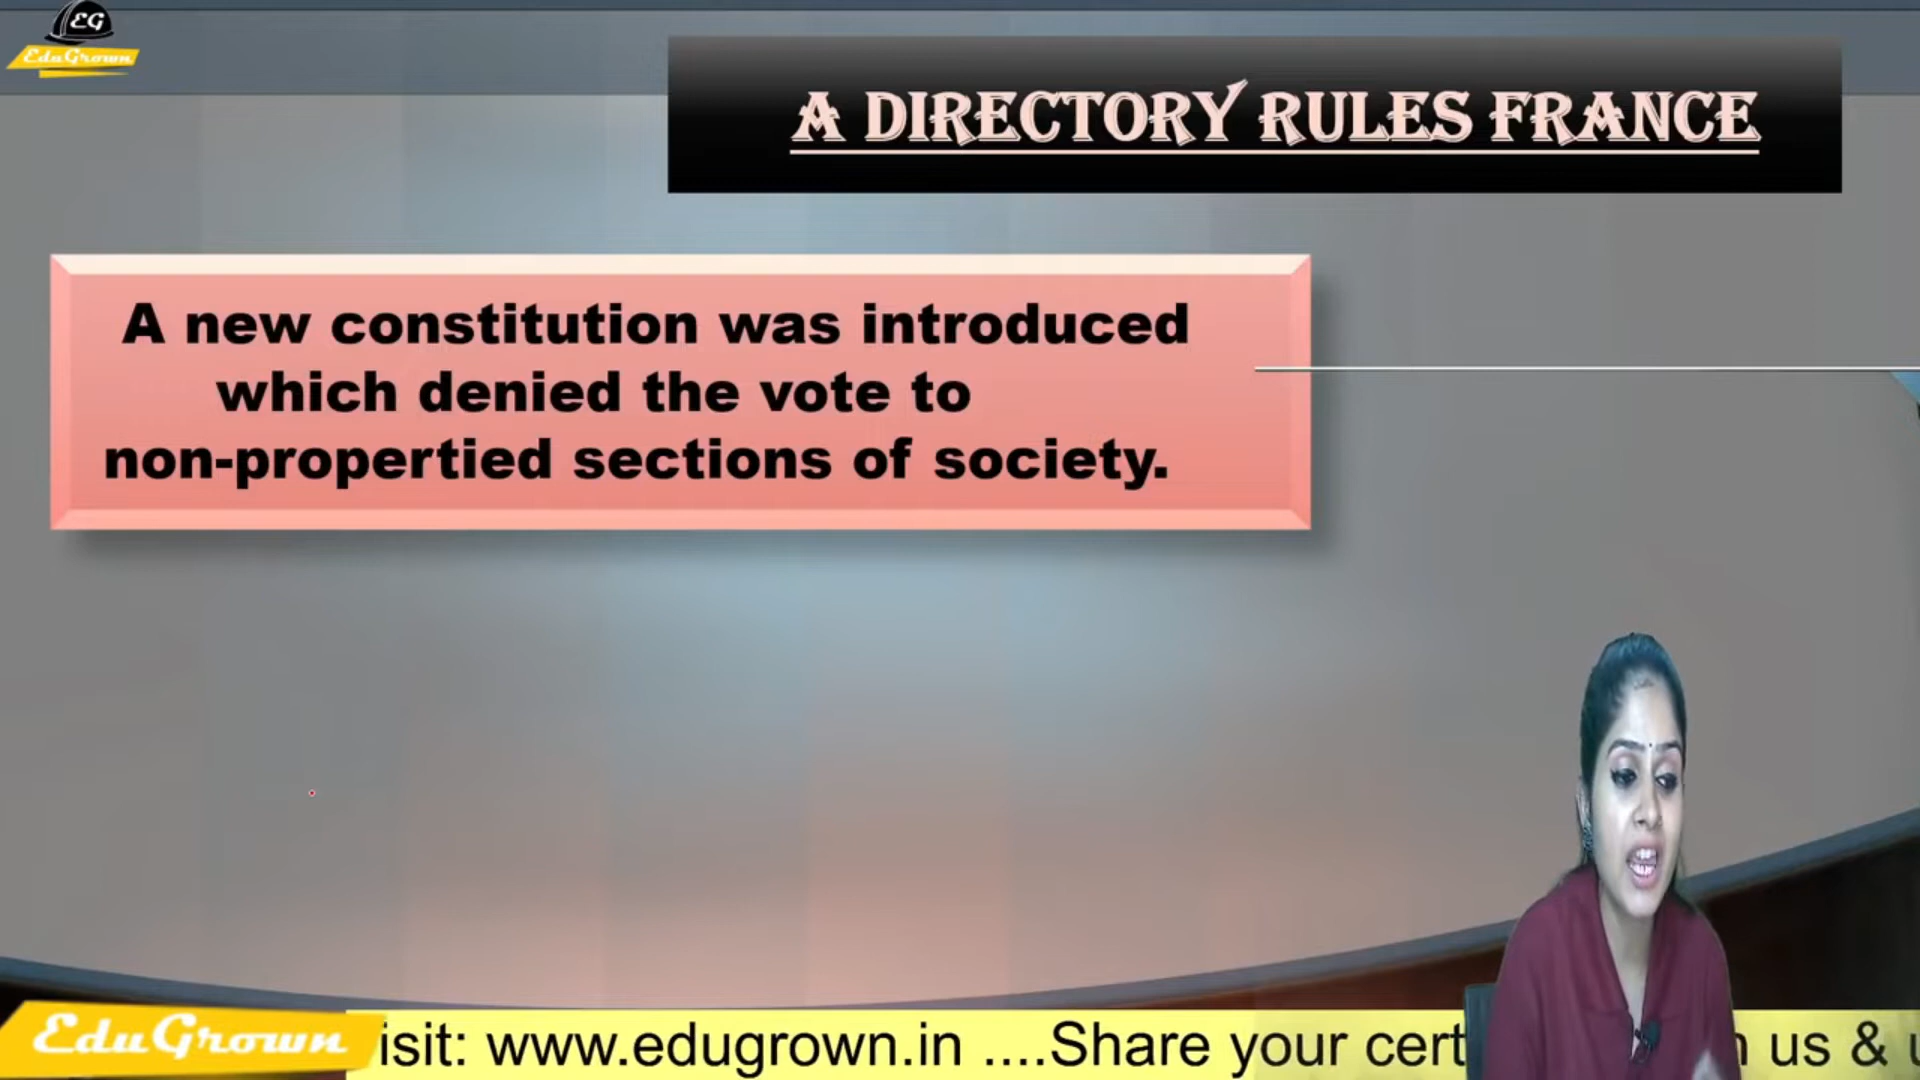 EG
EduGrown
A DIRECTORY RULES FRANCE
A new constitution was introduced
which denied the vote to
non-propertied sections of society.
EduGrown
isit: www.edugrown.in ....Share your cert us &